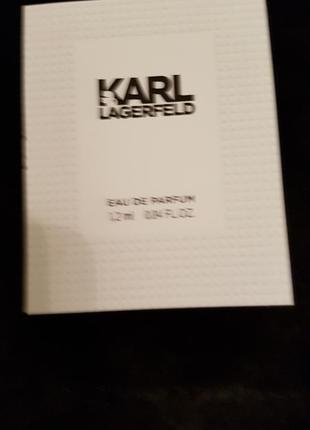 KARL
LAGERFELD
EAU DE PARFUM
1,2 ml 0.04 FL.OZ.